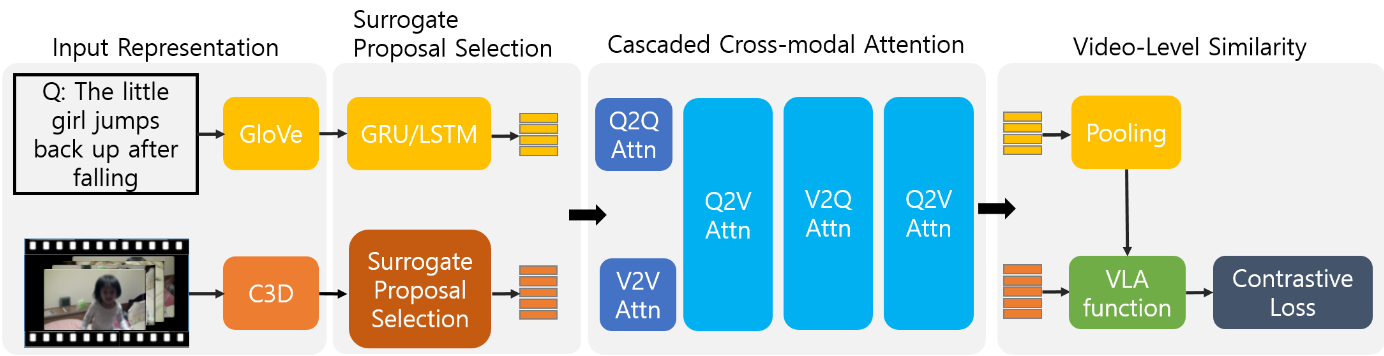 Input Representation
Surrogate
Proposal Selection
Cascaded Cross-modal Attention
Video-Level Similarity
Q: The little
girl jumps
back up after
falling
GloVe
GRU/LSTM
Q2Q
Attn
Q2V
Attn
V2Q
Attn
Q2V
Attn
Pooling
C3D
Surrogate
Proposal
Selection
V2V
Attn
VLA
function
Contrastive
Loss